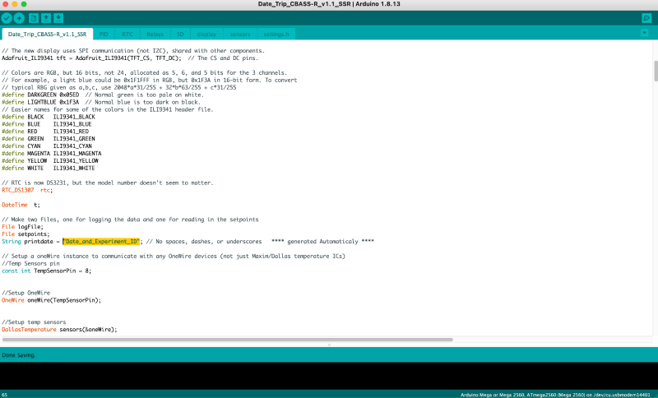 Date_Trip_CBASS-R_v1.1_SSR | Arduino 1.8.13
Date_Trip_CBASS-R_v1.1_SSR PID RTC Relays SD display sensors settings.h
// The new display uses SPI communication (not I2C), shared with other components.
Adafruit_ILI9341 tft = Adafruit_ILI9341(TFT_CS, TFT_DC);  // The CS and DC pins.
// Colors are RGB, but 16 bits, not 24, allocated as 5, 6, and 5 bits for the 3 channels.
// For example, a light blue could be 0x1F1FFF in RGB, but 0x1F3A in 16-bit form. To convert
// typical RBG given as a,b,c, use 2048*a*31/255 + 32*b*63/255 + c*31/255
#define DARKGREEN 0x05ED  // Normal green is too pale on white.
#define LIGHTBLUE 0x1F3A  // Normal blue is too dark on black.
// Easier names for some of the colors in the ILI9341 header file.
#define BLACK   ILI9341_BLACK
#define BLUE    ILI9341_BLUE
#define RED     ILI9341_RED
#define GREEN   ILI9341_GREEN
#define CYAN    ILI9341_CYAN
#define MAGENTA ILI9341_MAGENTA
#define YELLOW  ILI9341_YELLOW
#define WHITE   ILI9341_WHITE
// RTC is now DS3231, but the model number doesn't seem to matter.
RTC_DS1307  rtc;
DateTime  t;
// Make two files, one for logging the data and one for reading in the setpoints
File logFile;
File setpoints;
String printdate = "Date_and_Experiment_ID"; // No spaces, dashes, or underscores   **** generated Automaticaly ****
// Setup a oneWire instance to communicate with any OneWire devices (not just Maxim/Dallas temperature ICs)
//Temp Sensors pin
const int TempSensorPin = 8;
//Setup OneWire
OneWire oneWire(TempSensorPin);
//Setup temp sensors
DallasTemperature sensors(&oneWire);
Done Saving.
65 Arduino Mega or Mega 2560, ATmega2560 (Mega 2560) on /dev/cu.usbmodem14401